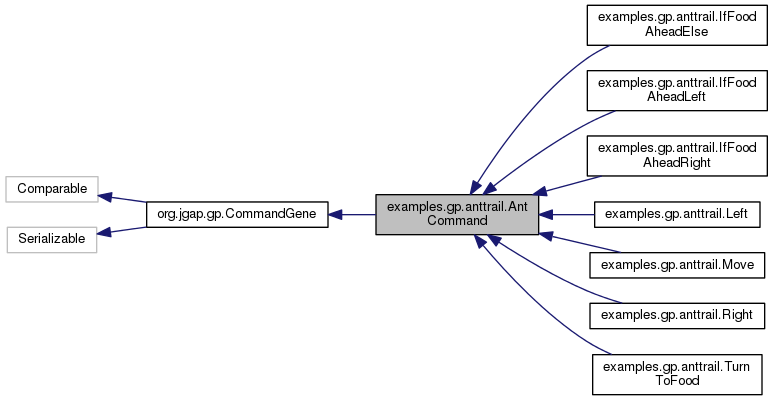 Comparable
Serializable
org.jgap.gp.CommandGene
examples.gp.anttrail.Ant
Command
examples.gp.anttrail.IfFood
AheadElse
examples.gp.anttrail.IfFood
AheadLeft
examples.gp.anttrail.IfFood
AheadRight
examples.gp.anttrail.Left
examples.gp.anttrail.Move
examples.gp.anttrail.Right
examples.gp.anttrail.Turn
ToFood